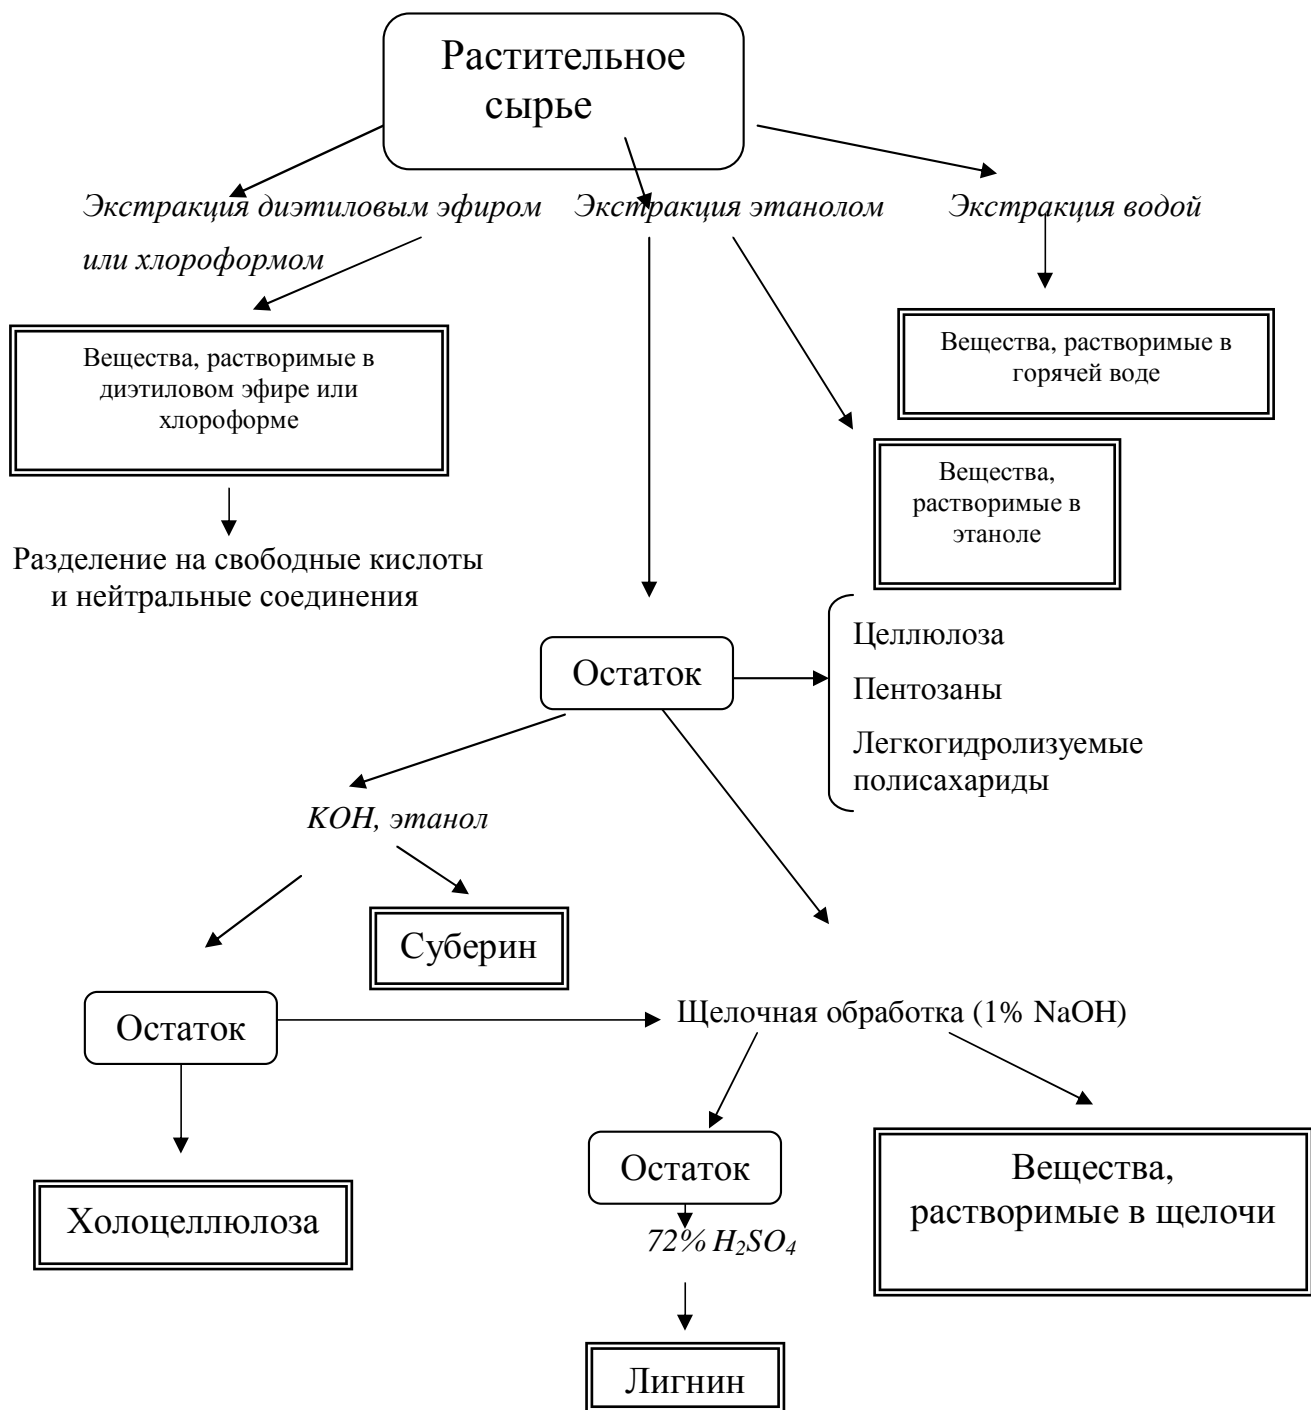 Растительное
сырье
Экстракция диэтиловым эфиром
или хлороформом
Экстракция этанолом
Экстракция водой
Вещества, растворимые в
диэтиловом эфире или
хлороформе
Вещества, растворимые в
горячей воде
Вещества,
растворимые в
этаноле
Разделение на свободные кислоты
и нейтральные соединения
Остаток
Целлюлоза
Пентозаны
Легкогидролизуемые
полисахариды
KOH, этанол
Суберин
Остаток
Щелочная обработка (1% NaOH)
Холоцеллюлоза
Остаток
Вещества,
растворимые в щелочи
72% H₂SO₄
Лигнин